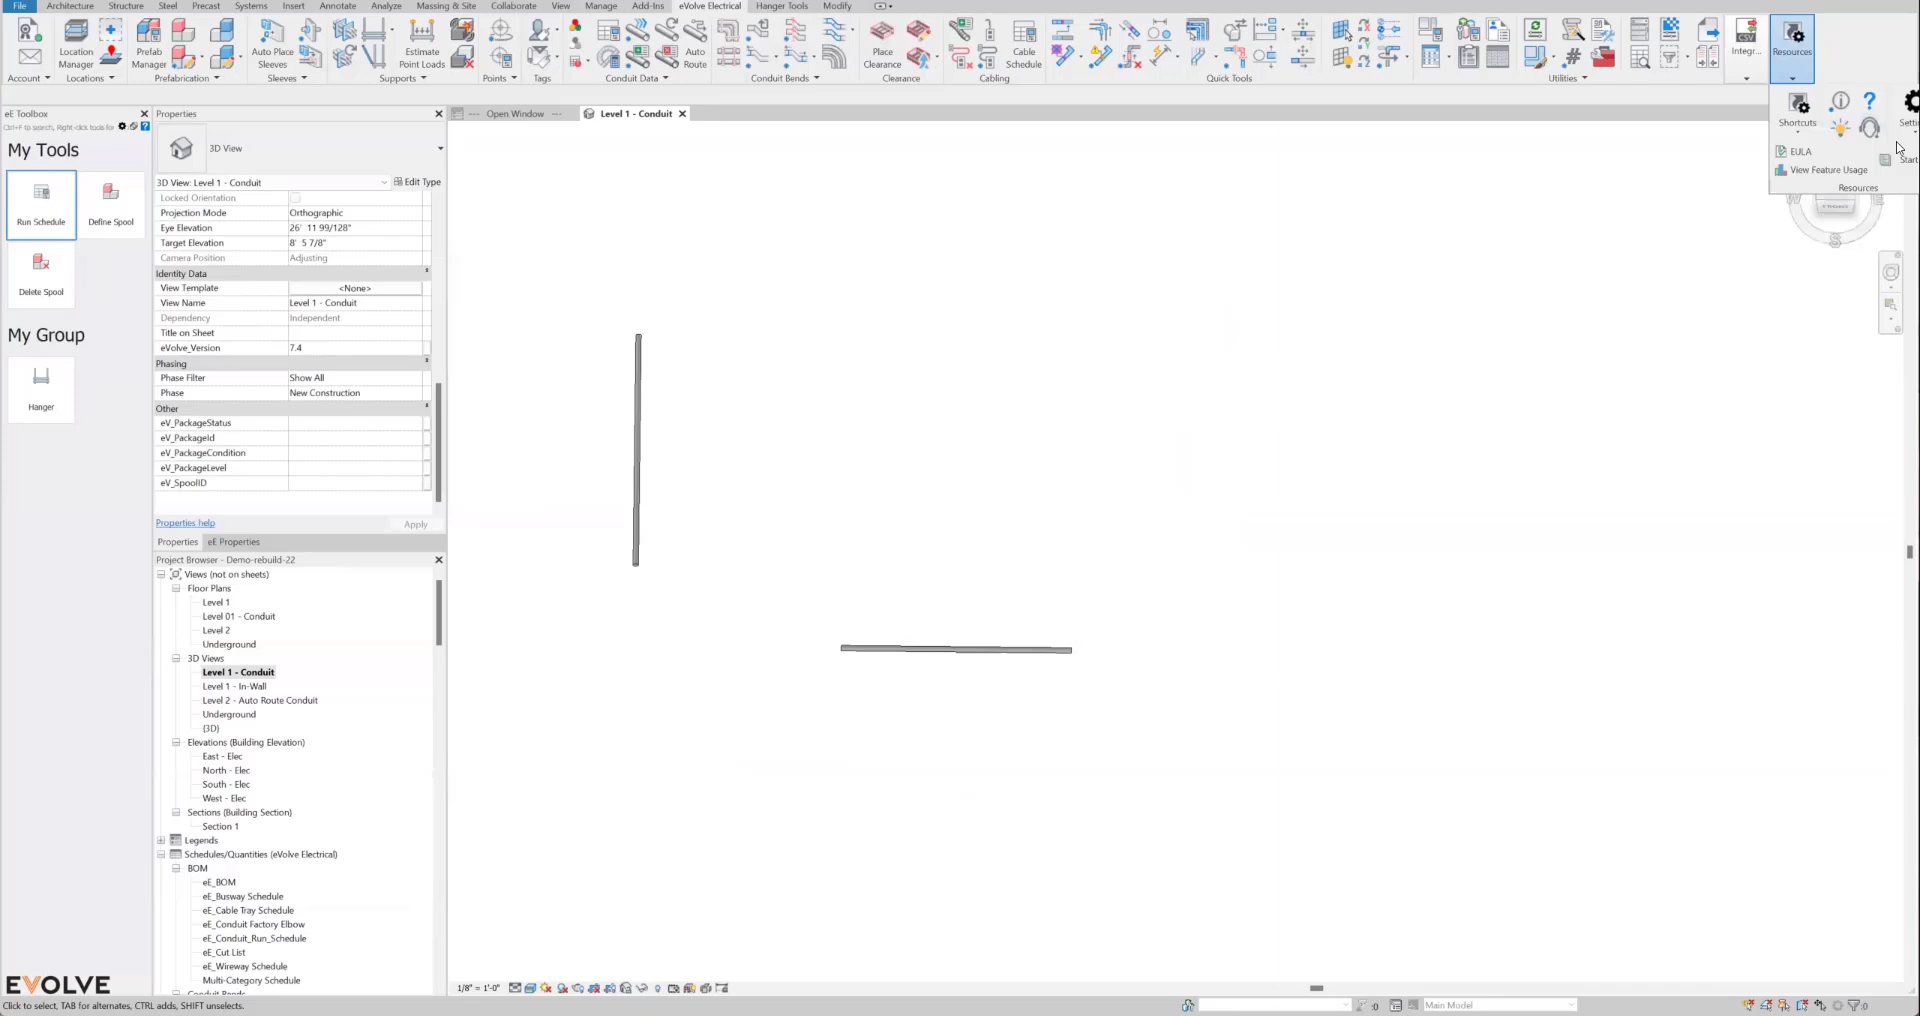 File Architecture Structure Steel Precast Systems Insert Annotate Analyze Massing & Site Collaborate View Manage Add-Ins eVolve Electrical Hanger Tools Modify
Location Manager
Prefab Manager
Auto Place Sleeves
Estimate Point Loads
Auto Route
Place Clearance
Cable Schedule
CSV
Integr...
Resources
Account Locations Prefabrication Sleeves Supports Points Tags Conduit Data Conduit Bends Clearance Cabling Quick Tools Utilities
Shortcuts
EULA
View Feature Usage
Resources
eE Toolbox
Ctrl+F to search, Right-click tools for
My Tools
Run Schedule
Define Spool
Delete Spool
My Group
Hanger
EVOLVE
Properties
3D View
3D View: Level 1 - Conduit Edit Type
Locked Orientation
Projection Mode Orthographic
Eye Elevation 26' 11 99/128"
Target Elevation 8' 5 7/8"
Camera Position Adjusting
Identity Data
View Template <None>
View Name Level 1 - Conduit
Dependency Independent
Title on Sheet
eVolve_Version 7.4
Phasing
Phase Filter Show All
Phase New Construction
Other
eV_PackageStatus
eV_PackageId
eV_PackageCondition
eV_PackageLevel
eV_SpoolID
Properties help Apply
Properties eE Properties
Project Browser - Demo-rebuild-22
Views (not on sheets)
Floor Plans
Level 1
Level 01 - Conduit
Level 2
Underground
3D Views
Level 1 - Conduit
Level 1 - In-Wall
Level 2 - Auto Route Conduit
Underground
{3D}
Elevations (Building Elevation)
East - Elec
North - Elec
South - Elec
West - Elec
Sections (Building Section)
Section 1
Legends
Schedules/Quantities (eVolve Electrical)
BOM
eE_BOM
eE_Busway Schedule
eE_Cable Tray Schedule
eE_Conduit Factory Elbow
eE_Conduit_Run_Schedule
eE_Cut List
eE_Wireway Schedule
Multi-Category Schedule
Conduit Bends
Open Window
Level 1 - Conduit
S
1/8" = 1'-0"
Click to select, TAB for alternates, CTRL adds, SHIFT unselects.
:0
Main Model
:0